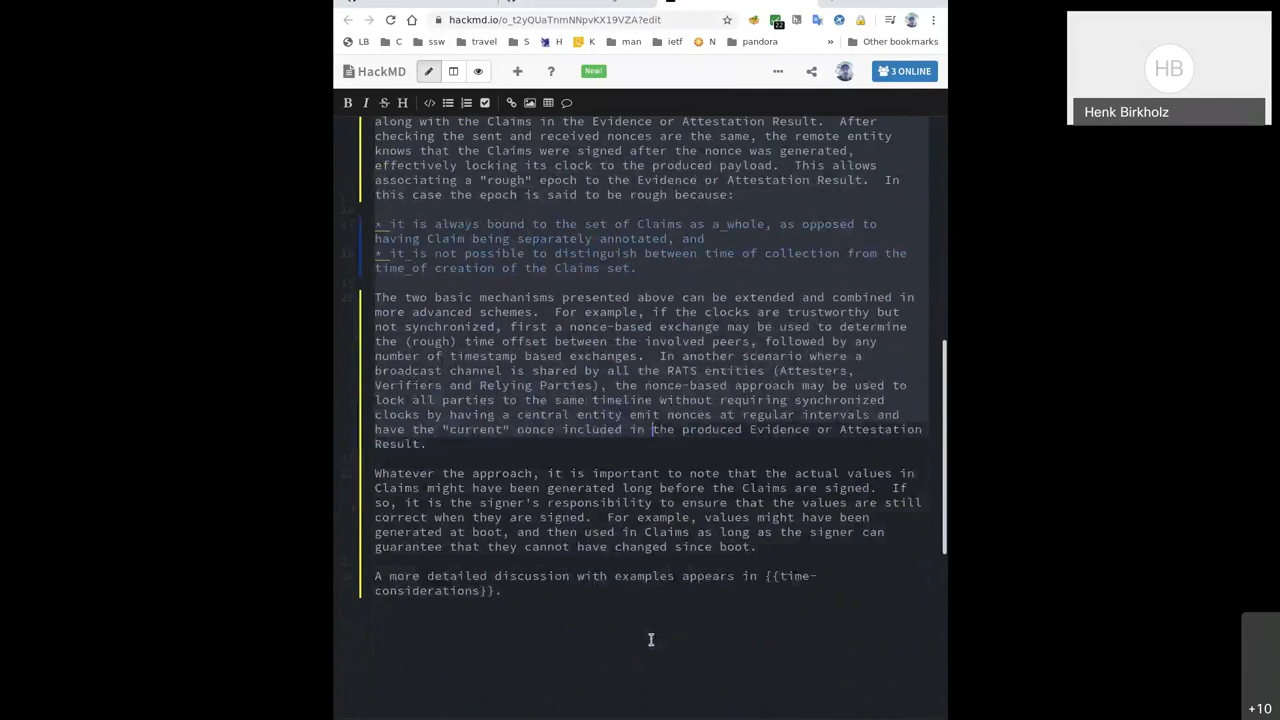 hackmd.io/o_t2yQUaTnmNNpvKX19VZA?edit
22
LB C ssw travel S H K man ietf N pandora » Other bookmarks
HackMD + ? New! 3 ONLINE
B I S H
along with the Claims in the Evidence or Attestation Result.  After
checking the sent and received nonces are the same, the remote entity
knows that the Claims were signed after the nonce was generated,
effectively locking its clock to the produced payload.  This allows
associating a "rough" epoch to the Evidence or Attestation Result.  In
this case the epoch is said to be rough because:
*__it is always bound to the set of Claims as a_whole, as opposed to
having Claim being separately annotated, and
*__it_is not possible to distinguish between time of collection from the
time_of creation of the Claims set.
The two basic mechanisms presented above can be extended and combined in
more advanced schemes.  For example, if the clocks are trustworthy but
not synchronized, first a nonce-based exchange may be used to determine
the (rough) time offset between the involved peers, followed by any
number of timestamp based exchanges.  In another scenario where a
broadcast channel is shared by all the RATS entities (Attesters,
Verifiers and Relying Parties), the nonce-based approach may be used to
lock all parties to the same timeline without requiring synchronized
clocks by having a central entity emit nonces at regular intervals and
have the "current" nonce included in the produced Evidence or Attestation
Result.
Whatever the approach, it is important to note that the actual values in
Claims might have been generated long before the Claims are signed.  If
so, it is the signer's responsibility to ensure that the values are still
correct when they are signed.  For example, values might have been
generated at boot, and then used in Claims as long as the signer can
guarantee that they cannot have changed since boot.
A more detailed discussion with examples appears in {{time-
considerations}}.
HB
Henk Birkholz
+10